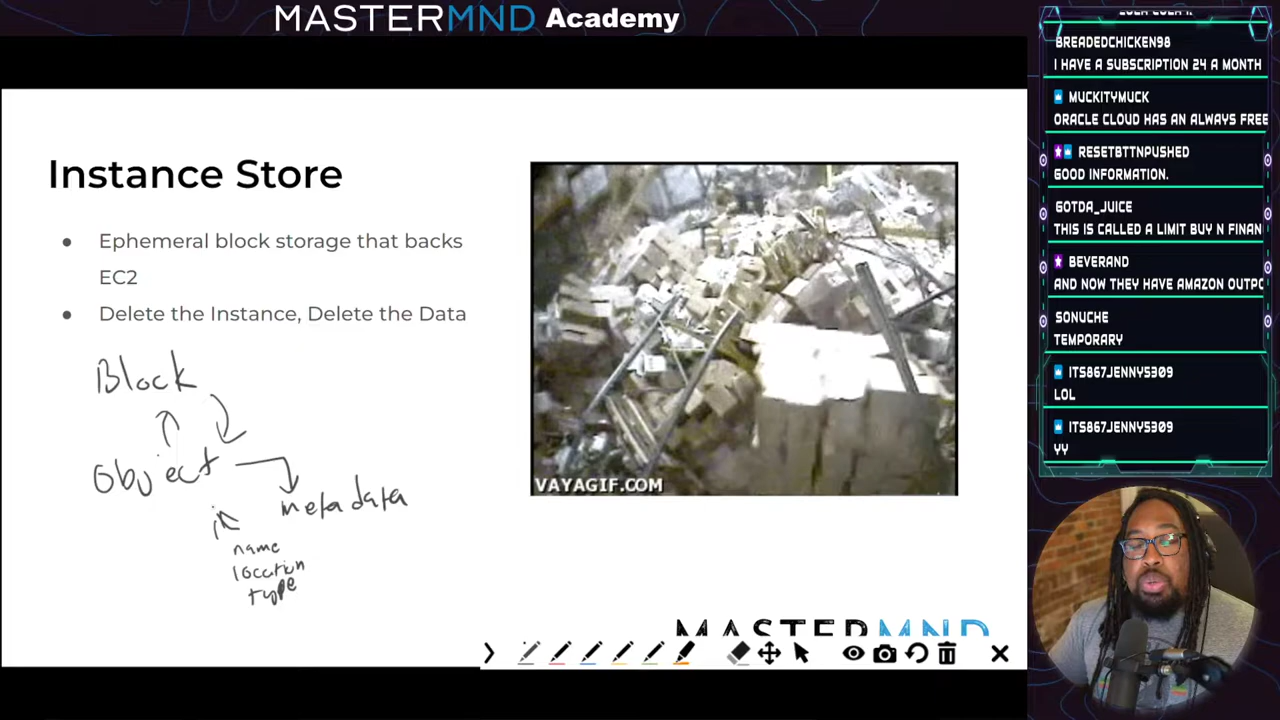 MASTERMND Academy
Instance Store
● Ephemeral block storage that backs
EC2
● Delete the Instance, Delete the Data
Block
Object
metadata
name
location
type
VAYAGIF.COM
MASTERMND
BREADEDCHICKEN98
I HAVE A SUBSCRIPTION 24 A MONTH
MUCKITYMUCK
ORACLE CLOUD HAS AN ALWAYS FREE
RESETBTTNPUSHED
GOOD INFORMATION.
GOTDA_JUICE
THIS IS CALLED A LIMIT BUY N FINAN
BEVERAND
AND NOW THEY HAVE AMAZON OUTPO
SONUCHE
TEMPORARY
ITS867JENNY5309
LOL
ITS867JENNY5309
YY